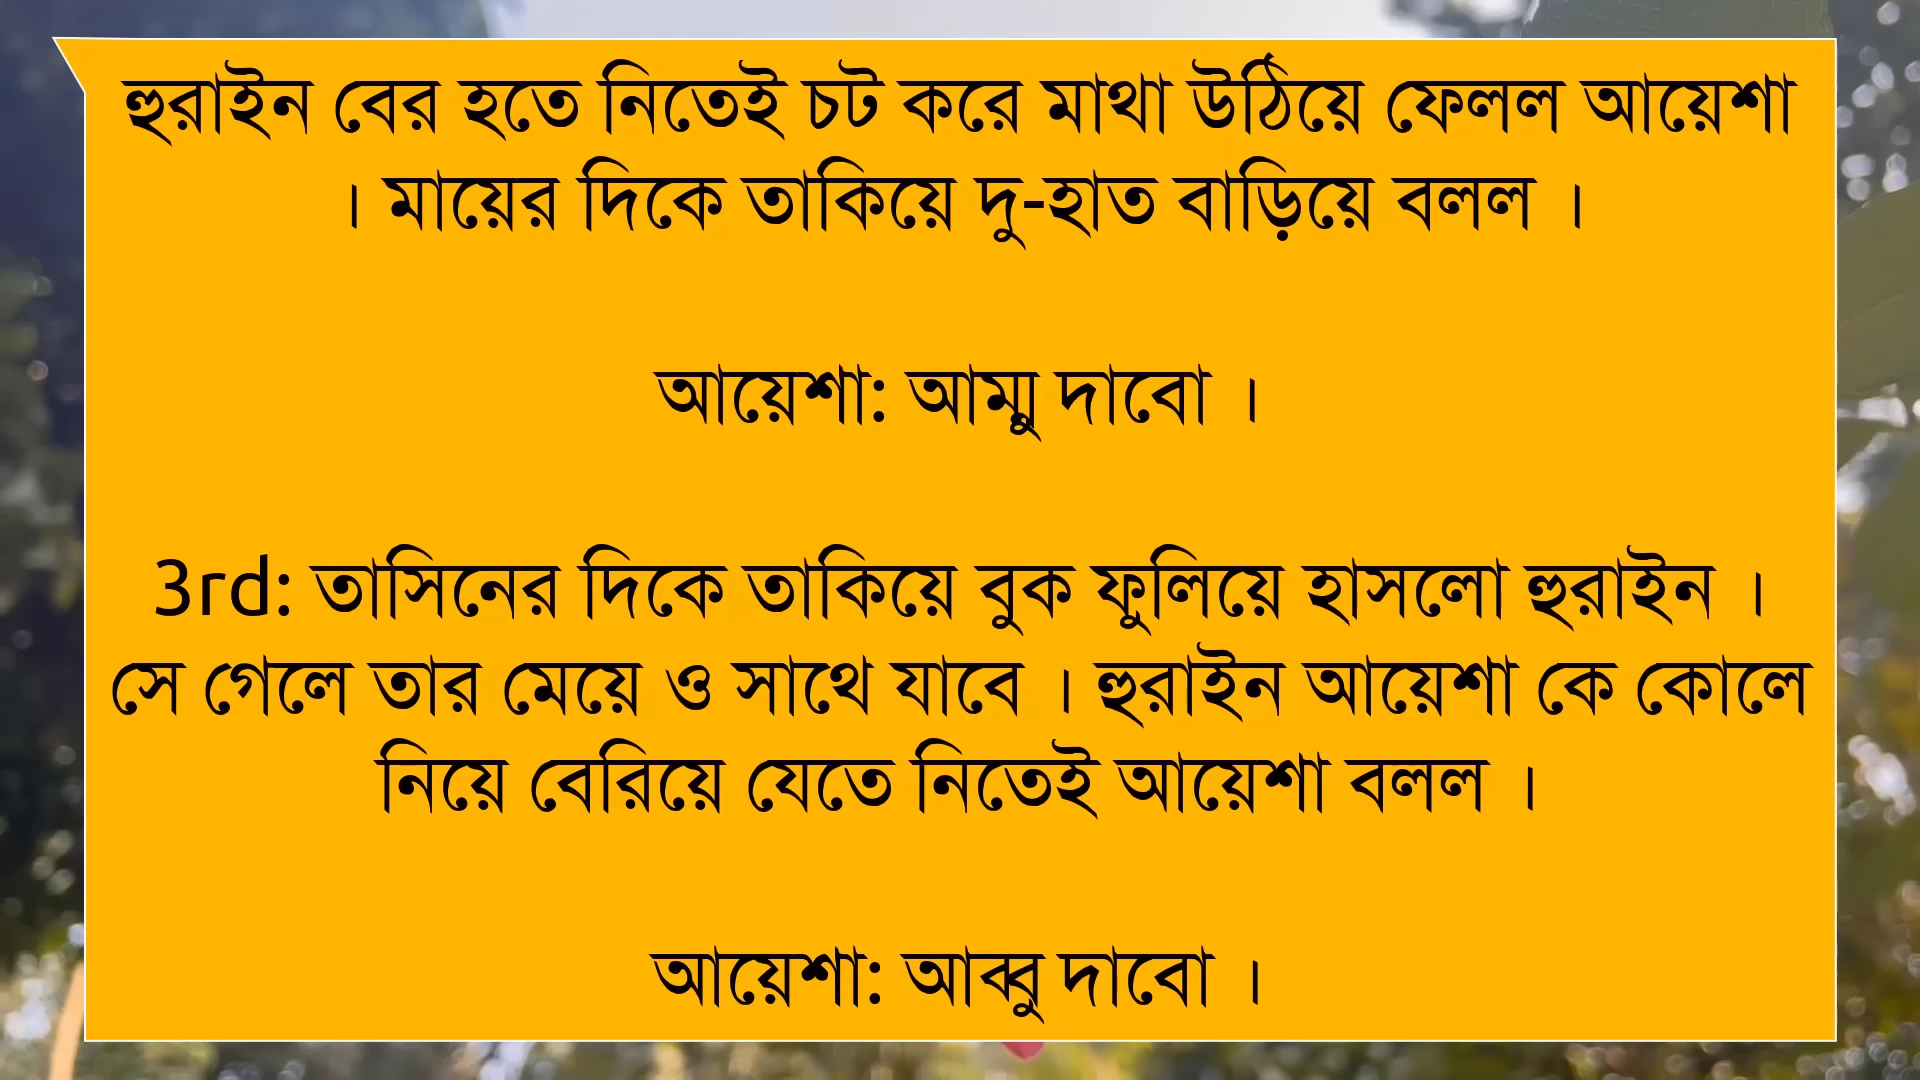 হুরাইন বের হতে নিতেই চট করে মাথা উঠিয়ে ফেলল আয়েশা
। মায়ের দিকে তাকিয়ে দু-হাত বাড়িয়ে বলল ।
আয়েশা: আম্মু দাবো ।
3rd: তাসিনের দিকে তাকিয়ে বুক ফুলিয়ে হাসলো হুরাইন ।
সে গেলে তার মেয়ে ও সাথে যাবে । হুরাইন আয়েশা কে কোলে
নিয়ে বেরিয়ে যেতে নিতেই আয়েশা বলল ।
আয়েশা: আব্বু দাবো ।